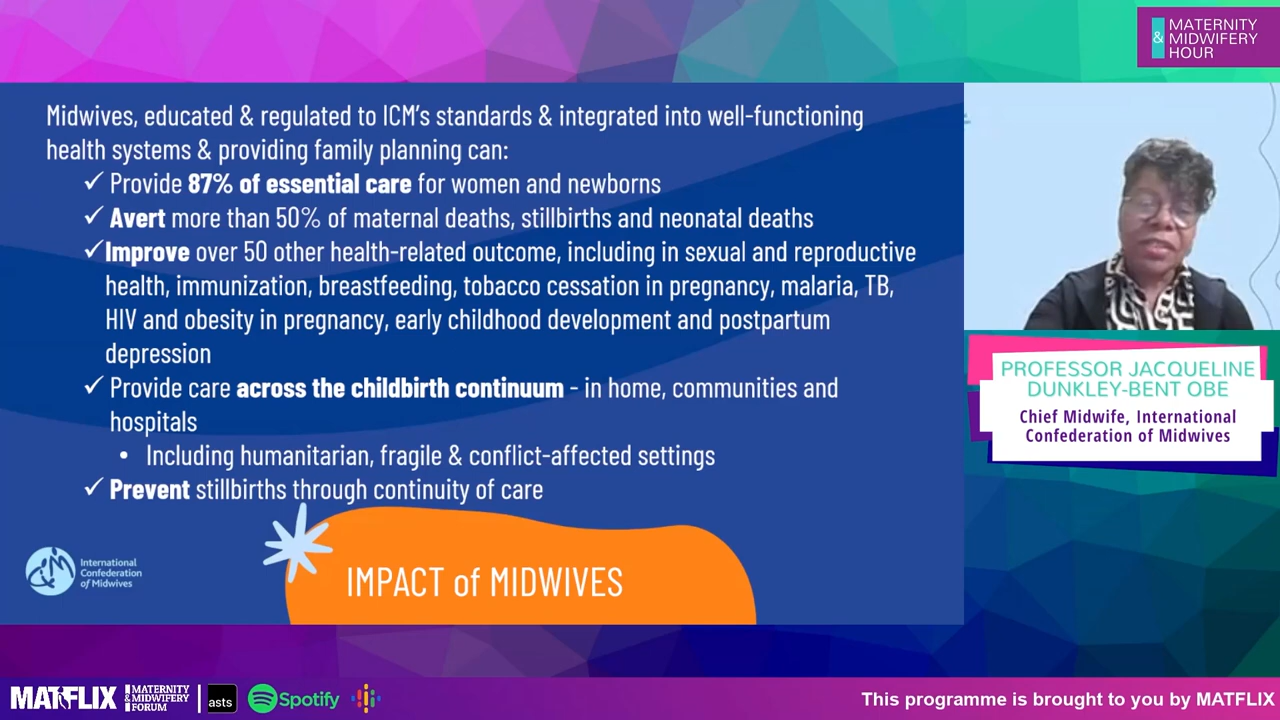 MATERNITY
& MIDWIFERY
HOUR
Midwives, educated & regulated to ICM's standards & integrated into well-functioning
health systems & providing family planning can:
✓ Provide 87% of essential care for women and newborns
✓ Avert more than 50% of maternal deaths, stillbirths and neonatal deaths
✓ Improve over 50 other health-related outcome, including in sexual and reproductive
health, immunization, breastfeeding, tobacco cessation in pregnancy, malaria, TB,
HIV and obesity in pregnancy, early childhood development and postpartum
depression
✓ Provide care across the childbirth continuum - in home, communities and
hospitals
• Including humanitarian, fragile & conflict-affected settings
✓ Prevent stillbirths through continuity of care
International
Confederation
of Midwives
IMPACT of MIDWIVES
PROFESSOR JACQUELINE
DUNKLEY-BENT OBE
Chief Midwife, International
Confederation of Midwives
MATFLIX
MATERNITY
& MIDWIFERY
FORUM
asts
Spotify
This programme is brought to you by MATFLIX